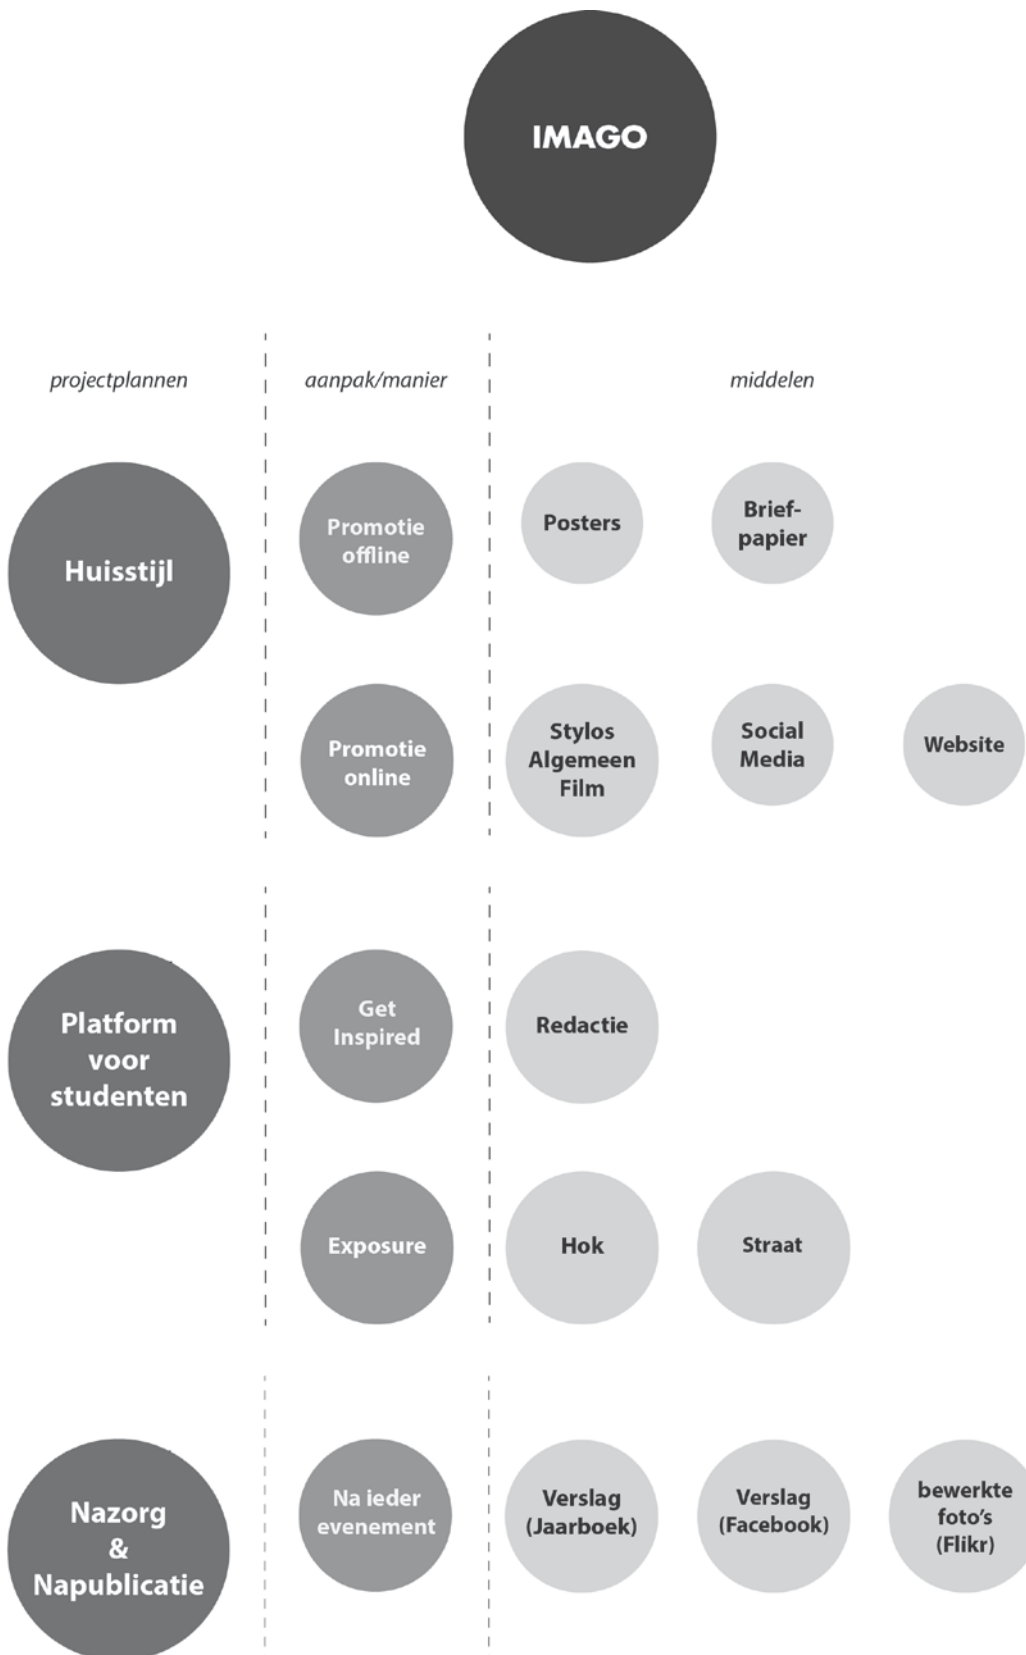 IMAGO
projectplannen
aanpak/manier
middelen
Huisstijl
Promotie
offline
Posters
Brief-
papier
Promotie
online
Stylos
Algemeen
Film
Social
Media
Website
Platform
voor
studenten
Get
Inspired
Redactie
Exposure
Hok
Straat
Nazorg
&
Napublicatie
Na ieder
evenement
Verslag
(Jaarboek)
Verslag
(Facebook)
bewerkte
foto's
(Flikr)